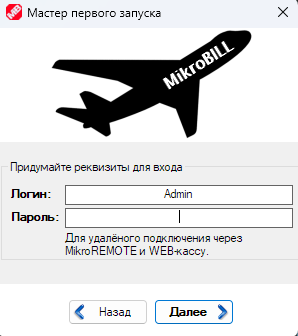 Мастер первого запуска
MikroBILL
Придумайте реквизиты для входа
Логин: Admin
Пароль:
Для удалёного подключения через
MikroREMOTE и WEB-кассу.
Назад Далее